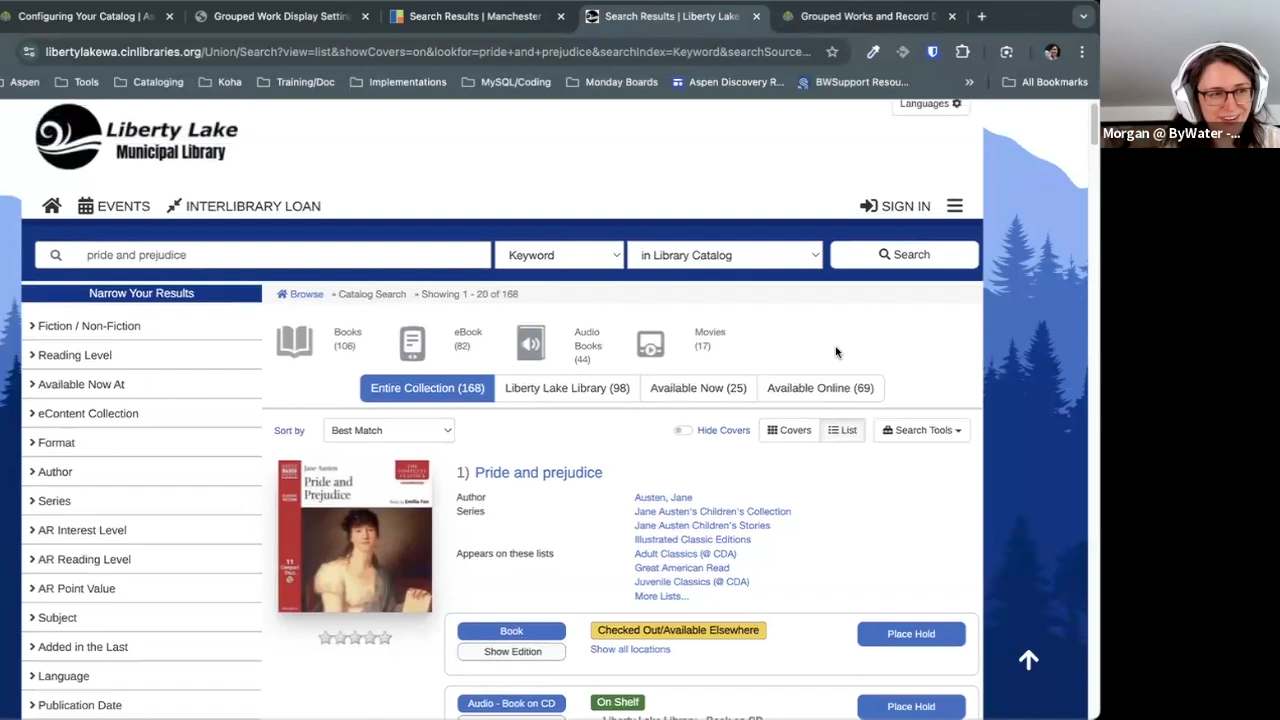 Configuring Your Catalog | As
Grouped Work Display Settin
Search Results | Manchester
Search Results | Liberty Lake
Grouped Works and Record D
libertylakewa.cinlibraries.org/Union/Search?view=list&showCovers=on&lookfor=pride+and+prejudice&searchIndex=Keyword&searchSource...
Aspen
Tools
Cataloging
Koha
Training/Doc
Implementations
MySQL/Coding
Monday Boards
Aspen Discovery R...
BWSupport Resou...
All Bookmarks
Morgan @ ByWater -...
Languages
Liberty Lake
Municipal Library
EVENTS
INTERLIBRARY LOAN
SIGN IN
pride and prejudice
Keyword
in Library Catalog
Search
Narrow Your Results
Fiction / Non-Fiction
Reading Level
Available Now At
eContent Collection
Format
Author
Series
AR Interest Level
AR Reading Level
AR Point Value
Subject
Added in the Last
Language
Publication Date
Browse » Catalog Search » Showing 1 - 20 of 168
Books
(106)
eBook
(82)
Audio
Books
(44)
Movies
(17)
Entire Collection (168)
Liberty Lake Library (98)
Available Now (25)
Available Online (69)
Sort by
Best Match
Hide Covers
Covers
List
Search Tools
Jane Austen
Pride and
Prejudice
1) Pride and prejudice
Author
Austen, Jane
Series
Jane Austen's Children's Collection
Jane Austen Children's Stories
Illustrated Classic Editions
Appears on these lists
Adult Classics (@ CDA)
Great American Read
Juvenile Classics (@ CDA)
More Lists...
Book
Show Edition
Checked Out/Available Elsewhere
Show all locations
Place Hold
Audio - Book on CD
On Shelf
Liberty Lake Library - Book on CD
Place Hold